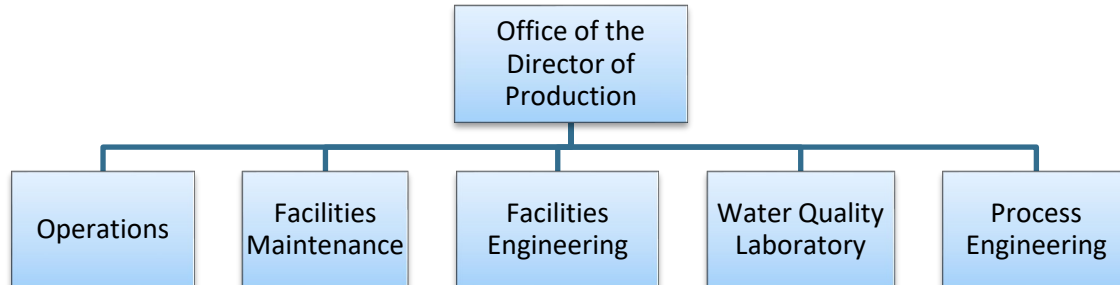 Office of the
Director of
Production
Operations
Facilities
Maintenance
Facilities
Engineering
Water Quality
Laboratory
Process
Engineering